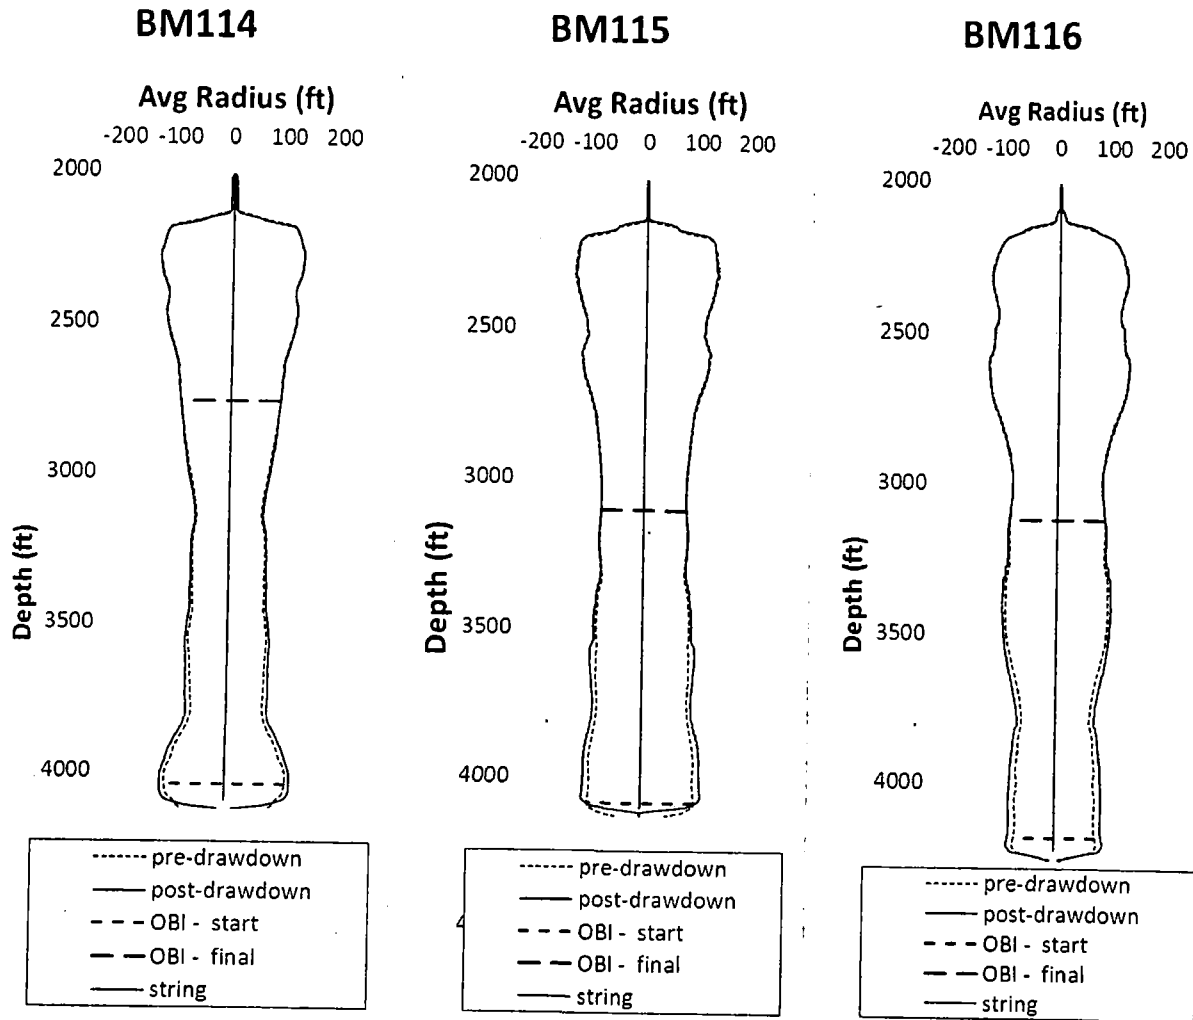 BM114
Avg Radius (ft)
-200 -100 0 100 200
2000
2500
3000
3500
4000
Depth (ft)
pre-drawdown
post-drawdown
OBI - start
OBI - final
string
BM115
Avg Radius (ft)
-200 -100 0 100 200
2000
2500
3000
3500
4000
Depth (ft)
pre-drawdown
post-drawdown
OBI - start
OBI - final
string
BM116
Avg Radius (ft)
-200 -100 0 100 200
2000
2500
3000
3500
4000
Depth (ft)
pre-drawdown
post-drawdown
OBI - start
OBI - final
string